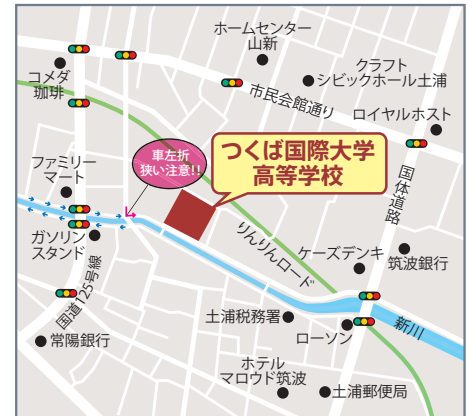 ホームセンター
山新
クラフト
シビックホール土浦
コメダ
珈琲
市民会館通り
ロイヤルホスト
車左折
狭い注意!!
つくば国際大学
高等学校
国体道路
ファミリー
マート
りんりんロード
ガソリン
スタンド
ケーズデンキ
筑波銀行
国道125号線
土浦税務署
ローソン
新川
常陽銀行
ホテル
マロウド筑波
土浦郵便局